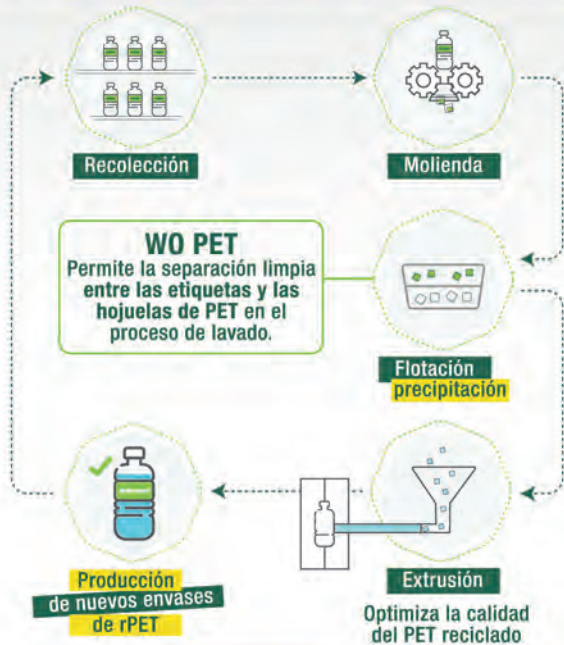 Recolección
Molienda
WO PET
Permite la separación limpia
entre las etiquetas y las
hojuelas de PET en el
proceso de lavado.
Flotación
precipitación
Producción
de nuevos envases
de rPET
Extrusión
Optimiza la calidad
del PET reciclado